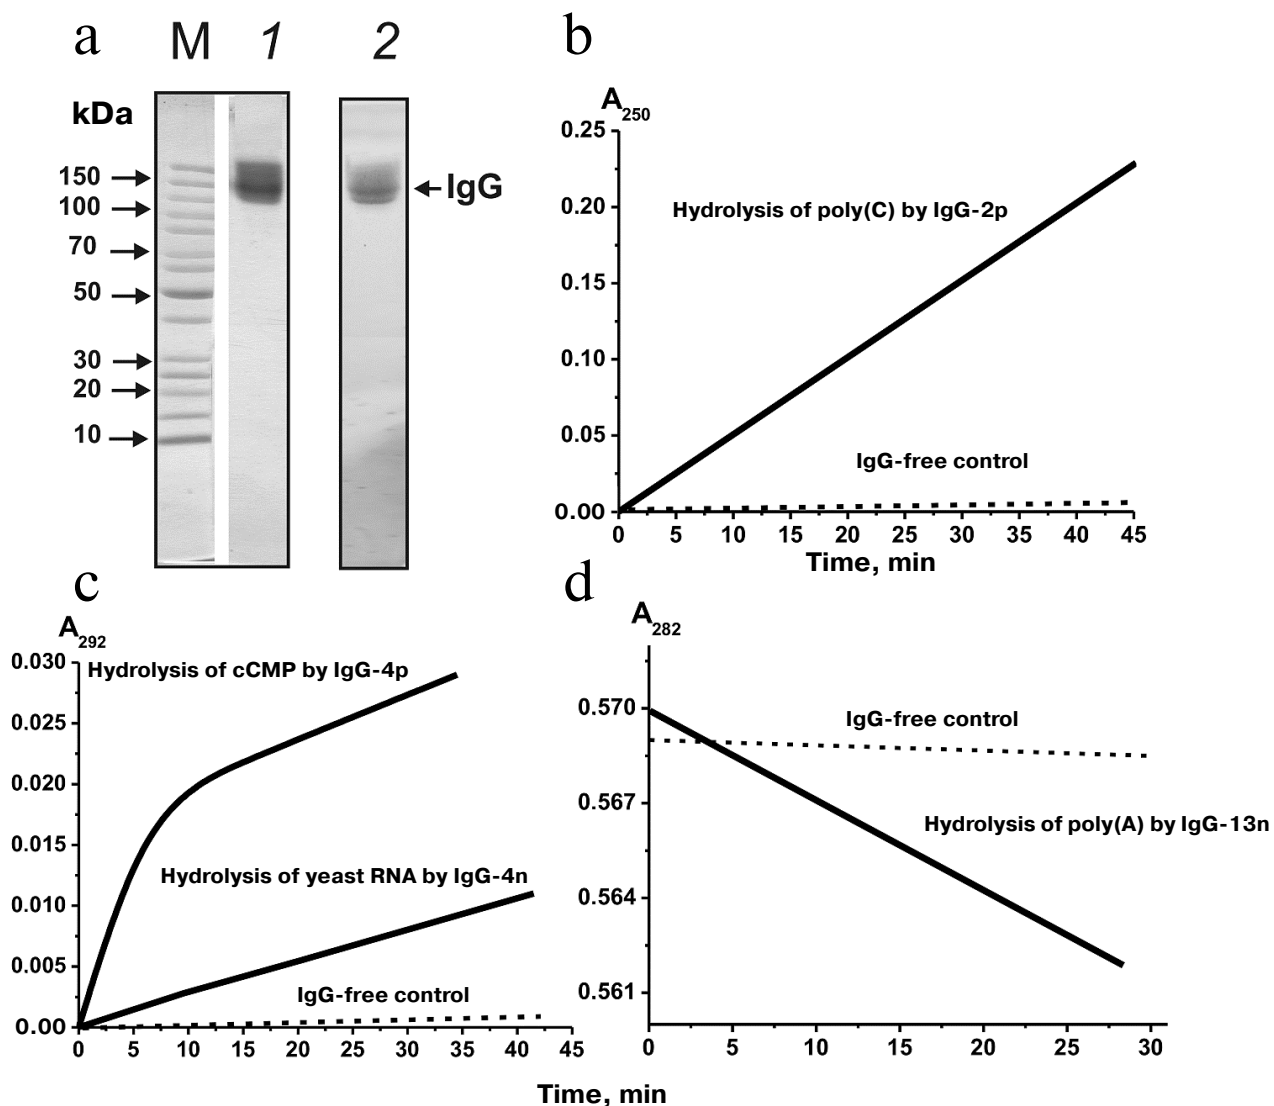 a
M 1 2
kDa
150
100
70
50
30
20
10
IgG
b
A250
0.25
0.20
0.15
0.10
0.05
0.00
Hydrolysis of poly(C) by IgG-2p
IgG-free control
0 5 10 15 20 25 30 35 40 45
Time, min
c
A292
0.030
0.025
0.020
0.015
0.010
0.005
0.00
Hydrolysis of cCMP by IgG-4p
Hydrolysis of yeast RNA by IgG-4n
IgG-free control
0 5 10 15 20 25 30 35 40 45
d
A282
0.570
0.567
0.564
0.561
IgG-free control
Hydrolysis of poly(A) by IgG-13n
0 5 10 15 20 25 30
Time, min